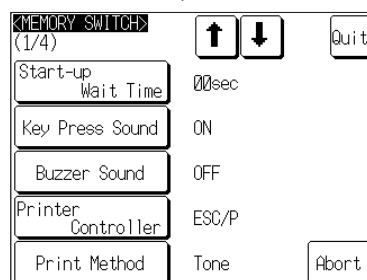 <MEMORY SWITCH>
(1/4)
Quit
Start-up
Wait Time
00sec
Key Press Sound
ON
Buzzer Sound
OFF
Printer
Controller
ESC/P
Print Method
Tone
Abort